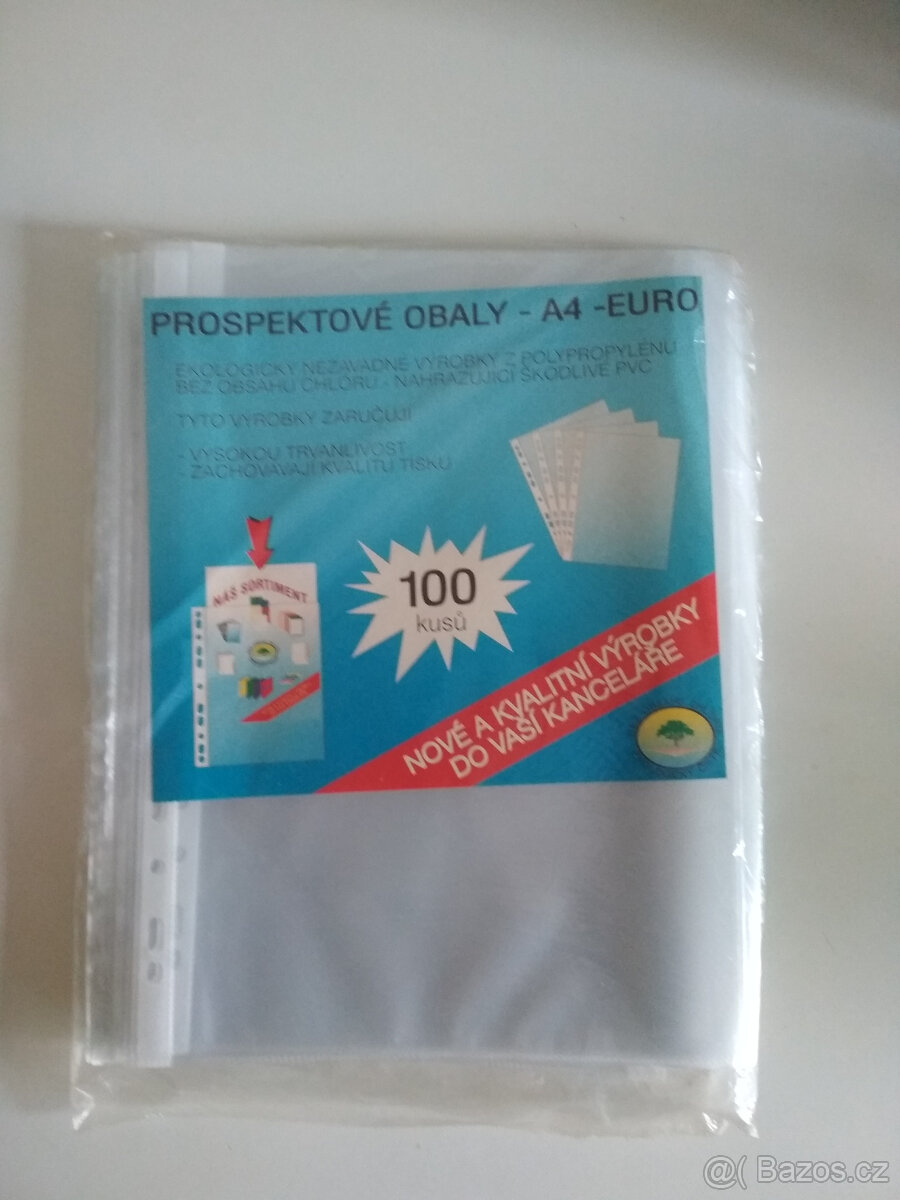 PROSPEKTOVÉ OBALY - A4 -EURO
EKOLOGICKY NEZÁVADNÉ VÝROBKY Z POLYPROPYLÉNU
BEZ OBSAHU CHLÓRU - NAHRAZUJÍCÍ ŠKODLIVÉ PVC
TYTO VÝROBKY ZARUČUJÍ
- VYSOKOU TRVANLIVOST
- ZACHOVÁVAJÍ KVALITU TISKU
NÁŠ SORTIMENT
100
kusů
NOVÉ A KVALITNÍ VÝROBKY
DO VAŠÍ KANCELÁŘE
@( Bazos.cz